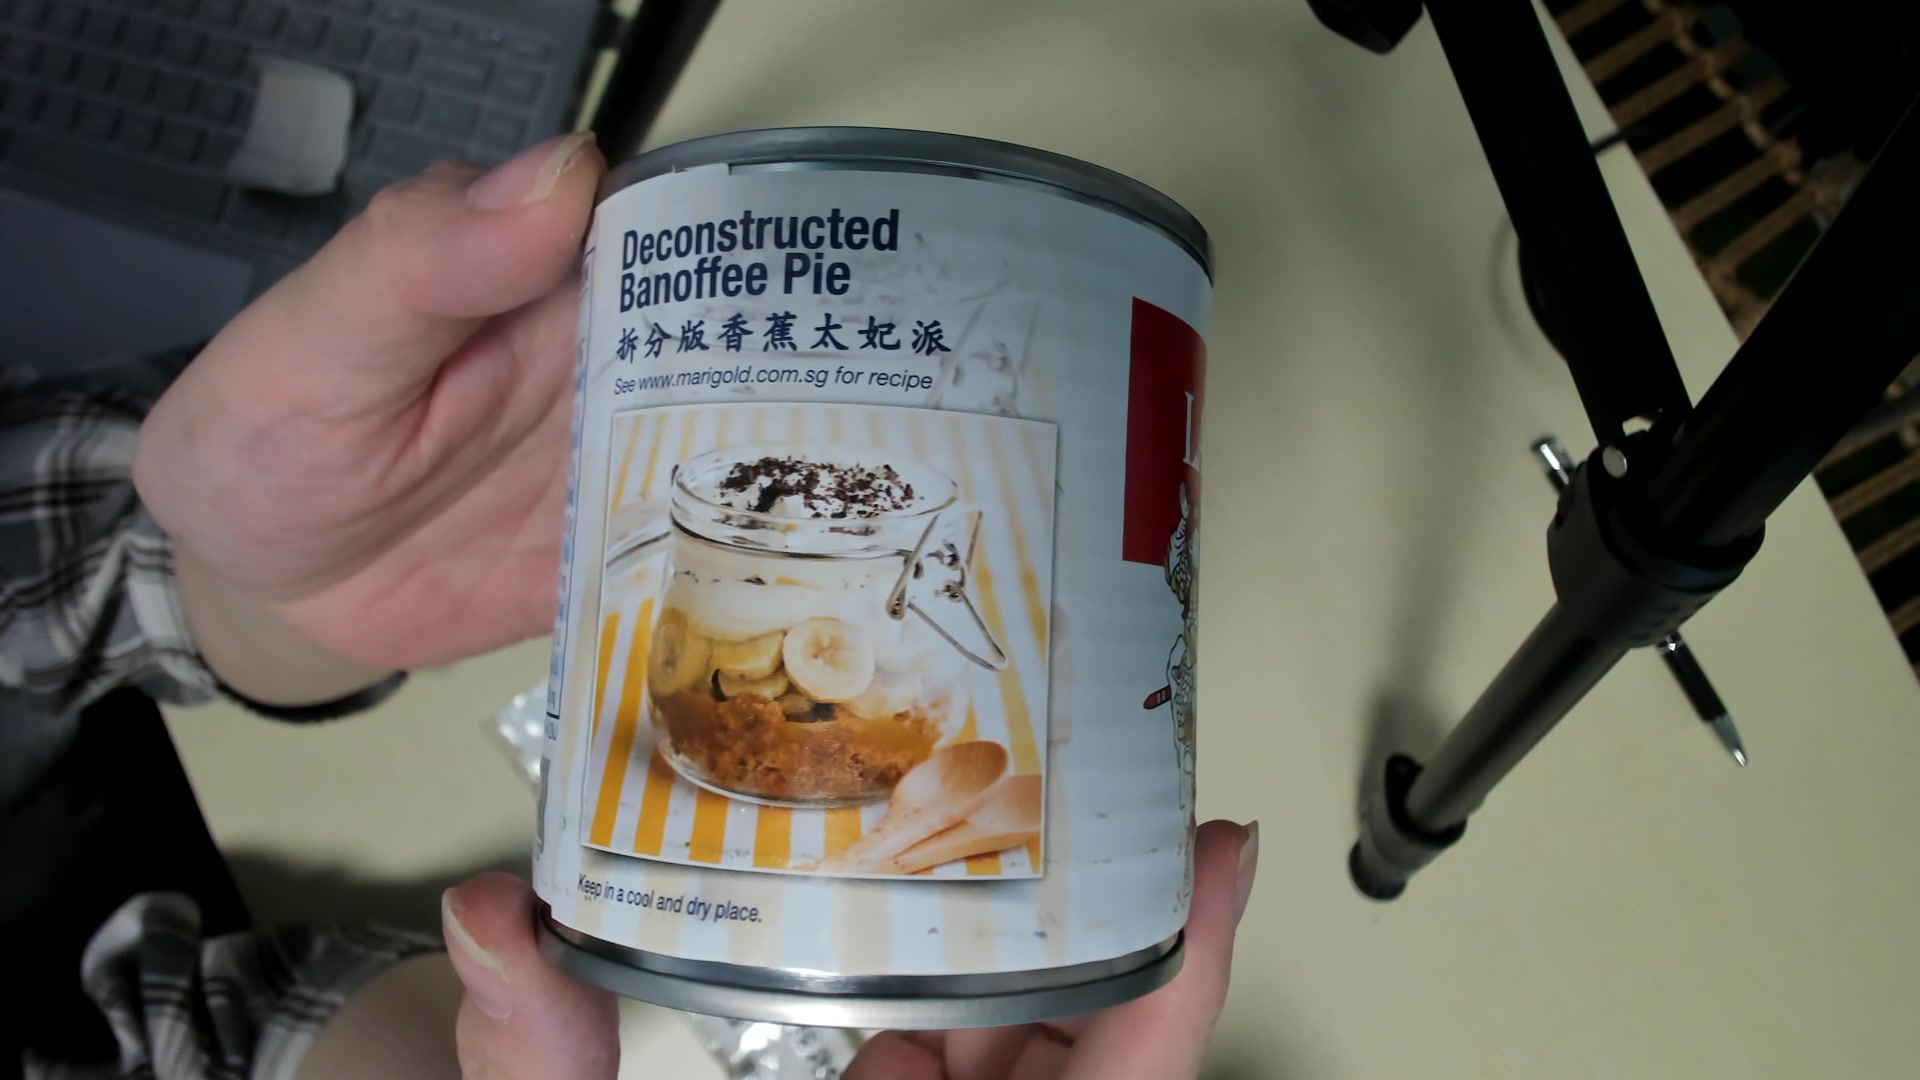 Deconstructed
Banoffee Pie
拆分版香蕉太妃派
See www.marigold.com.sg for recipe
Keep in a cool and dry place.